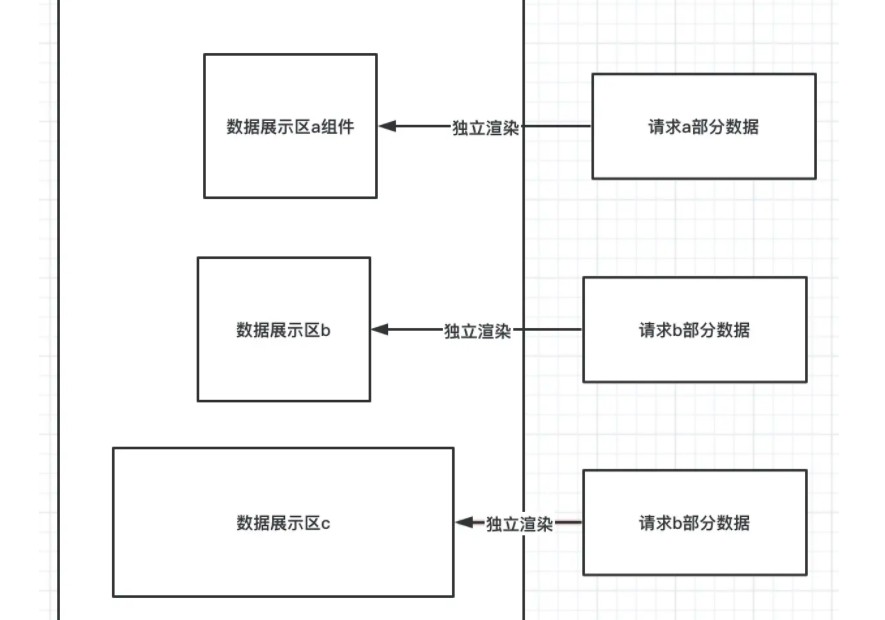 数据展示区a组件
独立渲染
请求a部分数据
数据展示区b
独立渲染
请求b部分数据
数据展示区c
独立渲染
请求b部分数据